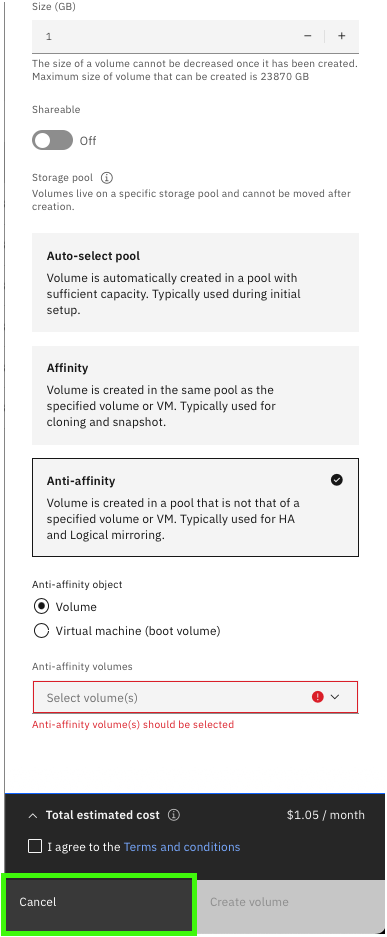 Size (GB)
1
The size of a volume cannot be decreased once it has been created.
Maximum size of volume that can be created is 23870 GB
Shareable
Off
Storage pool
Volumes live on a specific storage pool and cannot be moved after
creation.
Auto-select pool
Volume is automatically created in a pool with
sufficient capacity. Typically used during initial
setup.
Affinity
Volume is created in the same pool as the
specified volume or VM. Typically used for
cloning and snapshot.
Anti-affinity
Volume is created in a pool that is not that of a
specified volume or VM. Typically used for HA
and Logical mirroring.
Anti-affinity object
Volume
Virtual machine (boot volume)
Anti-affinity volumes
Select volume(s)
Anti-affinity volume(s) should be selected
Total estimated cost $1.05 / month
I agree to the Terms and conditions
Cancel Create volume